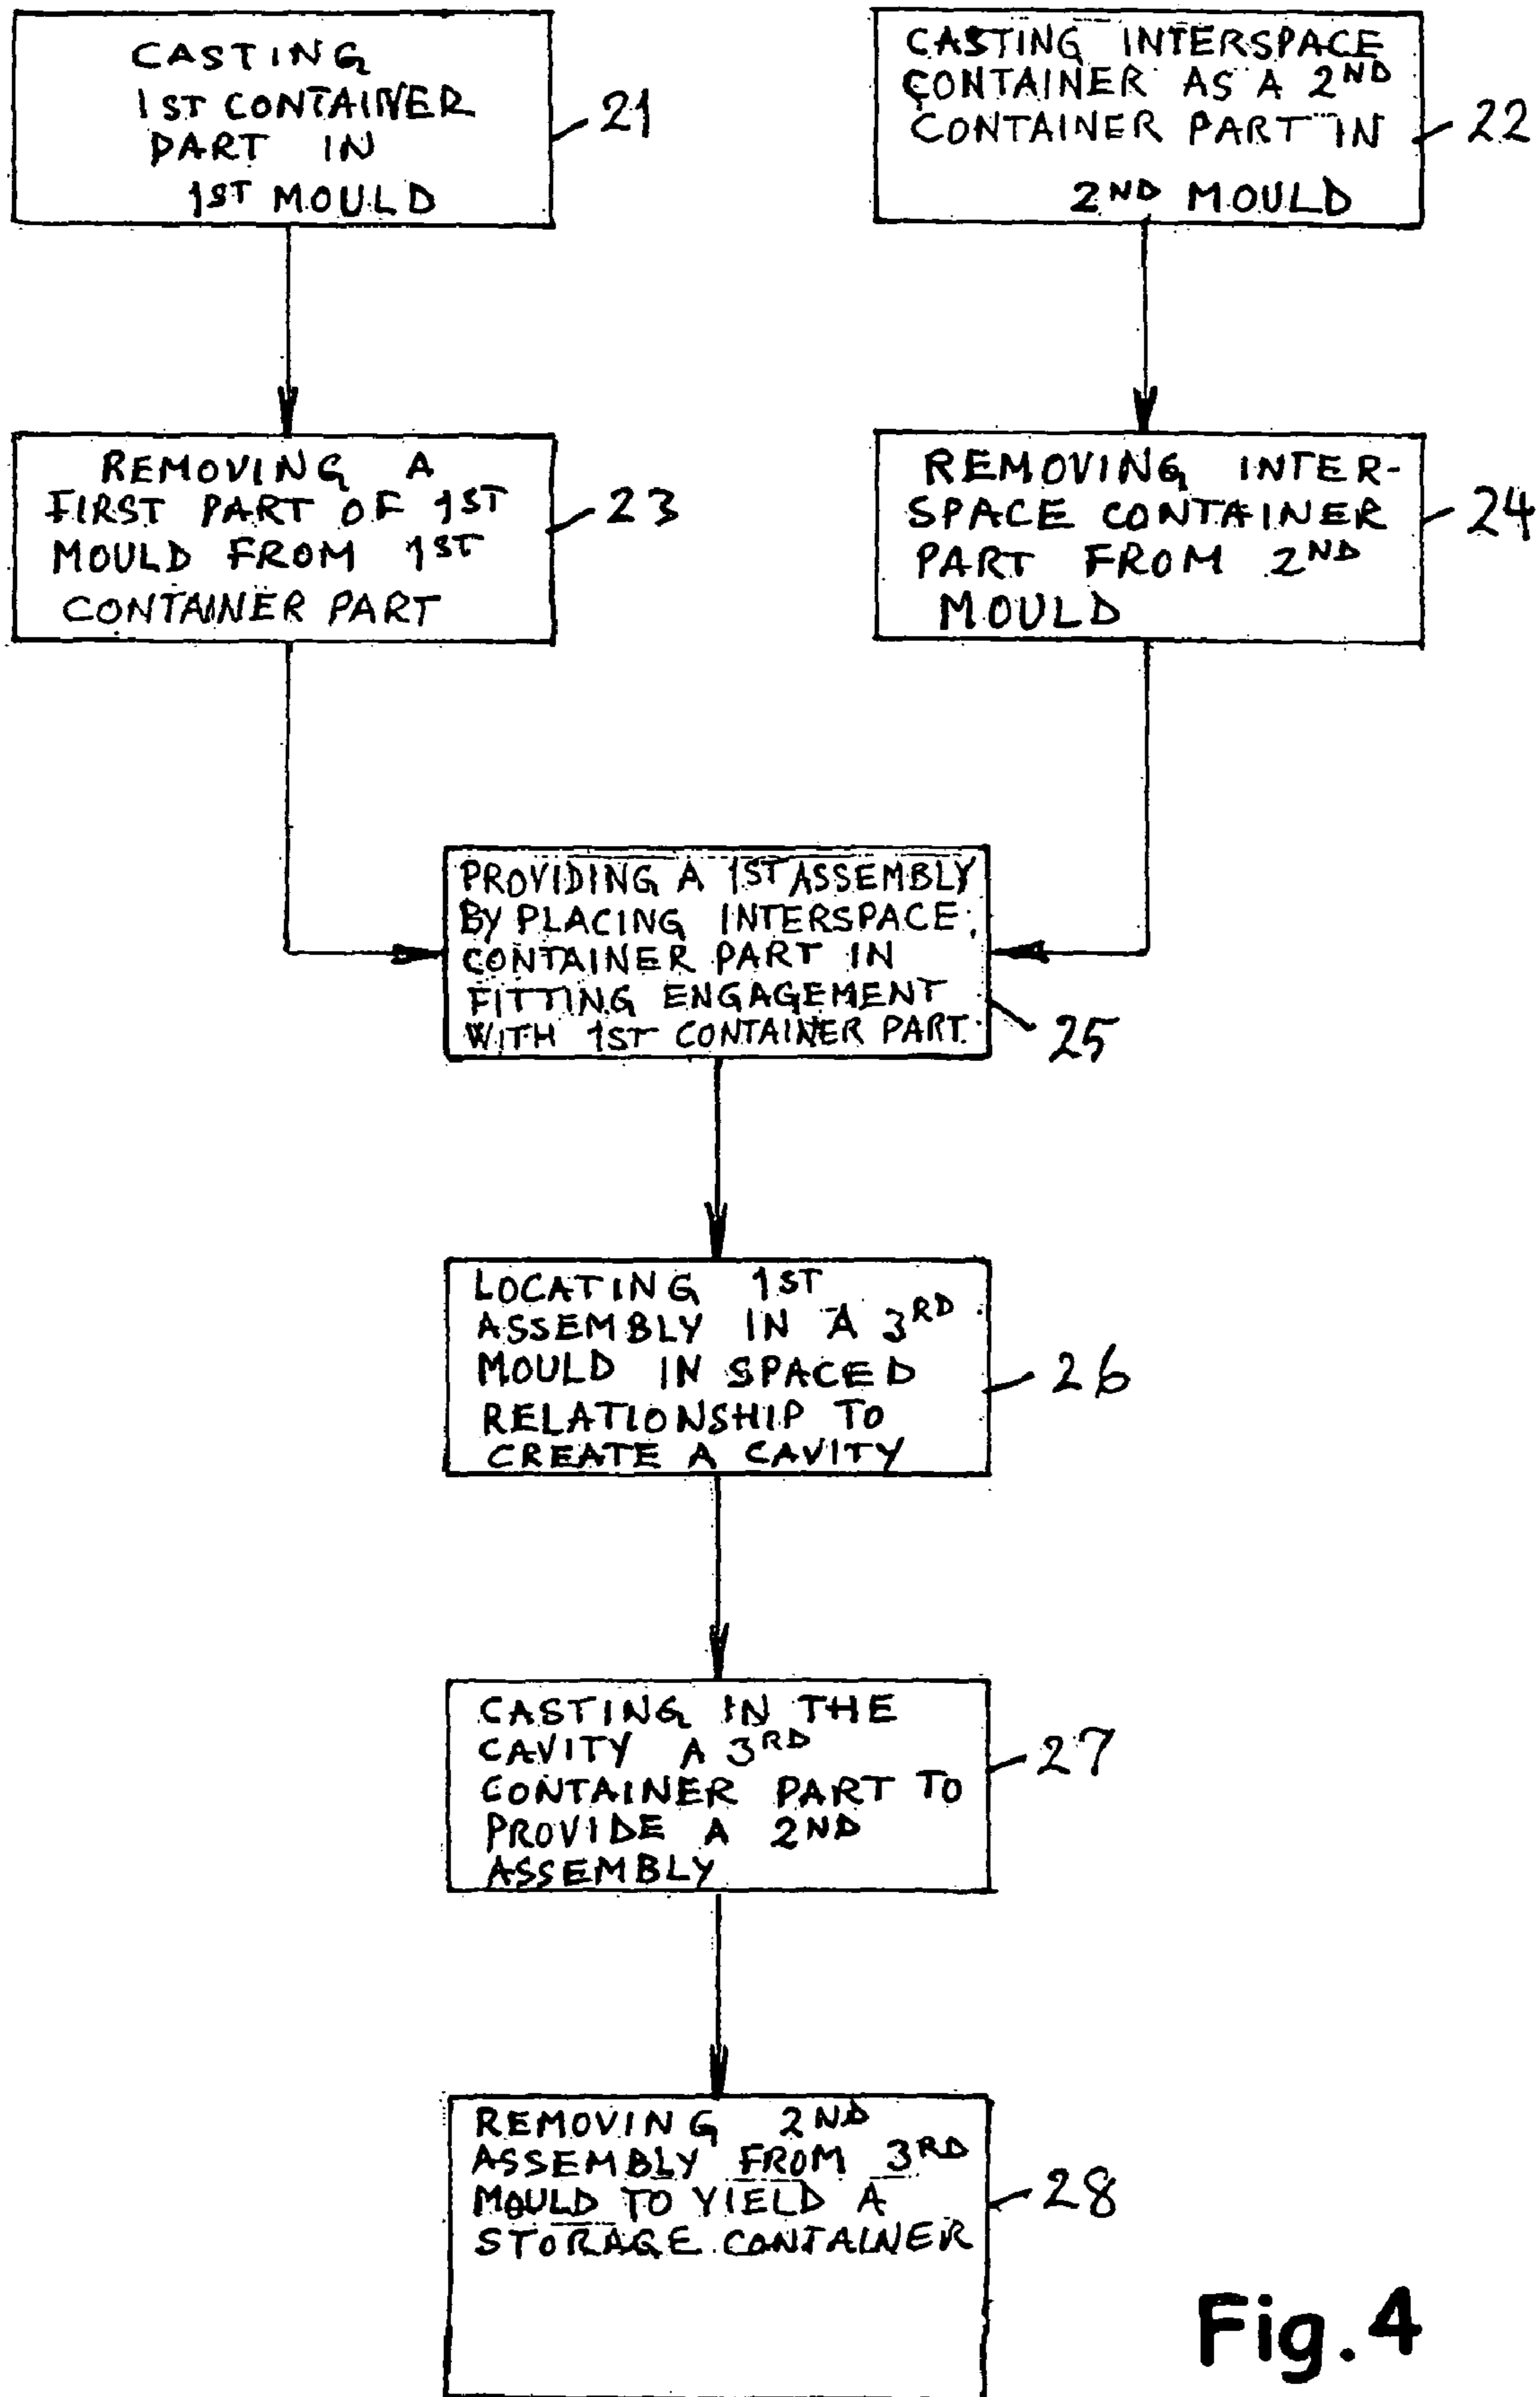 CASTING
1ST CONTAINER
PART IN
1ST MOULD
21
CASTING INTERSPACE
CONTAINER AS A 2ND
CONTAINER PART IN
2ND MOULD
22
REMOVING A
FIRST PART OF 1ST
MOULD FROM 1ST
CONTAINER PART
23
REMOVING INTER-
SPACE CONTAINER
PART FROM 2ND
MOULD
24
PROVIDING A 1ST ASSEMBLY
BY PLACING INTERSPACE
CONTAINER PART IN
FITTING ENGAGEMENT
WITH 1ST CONTAINER PART.
25
LOCATING 1ST
ASSEMBLY IN A 3RD
MOULD IN SPACED
RELATIONSHIP TO
CREATE A CAVITY
26
CASTING IN THE
CAVITY A 3RD
CONTAINER PART TO
PROVIDE A 2ND
ASSEMBLY
27
REMOVING 2ND
ASSEMBLY FROM 3RD
MOULD TO YIELD A
STORAGE CONTAINER
28
Fig. 4